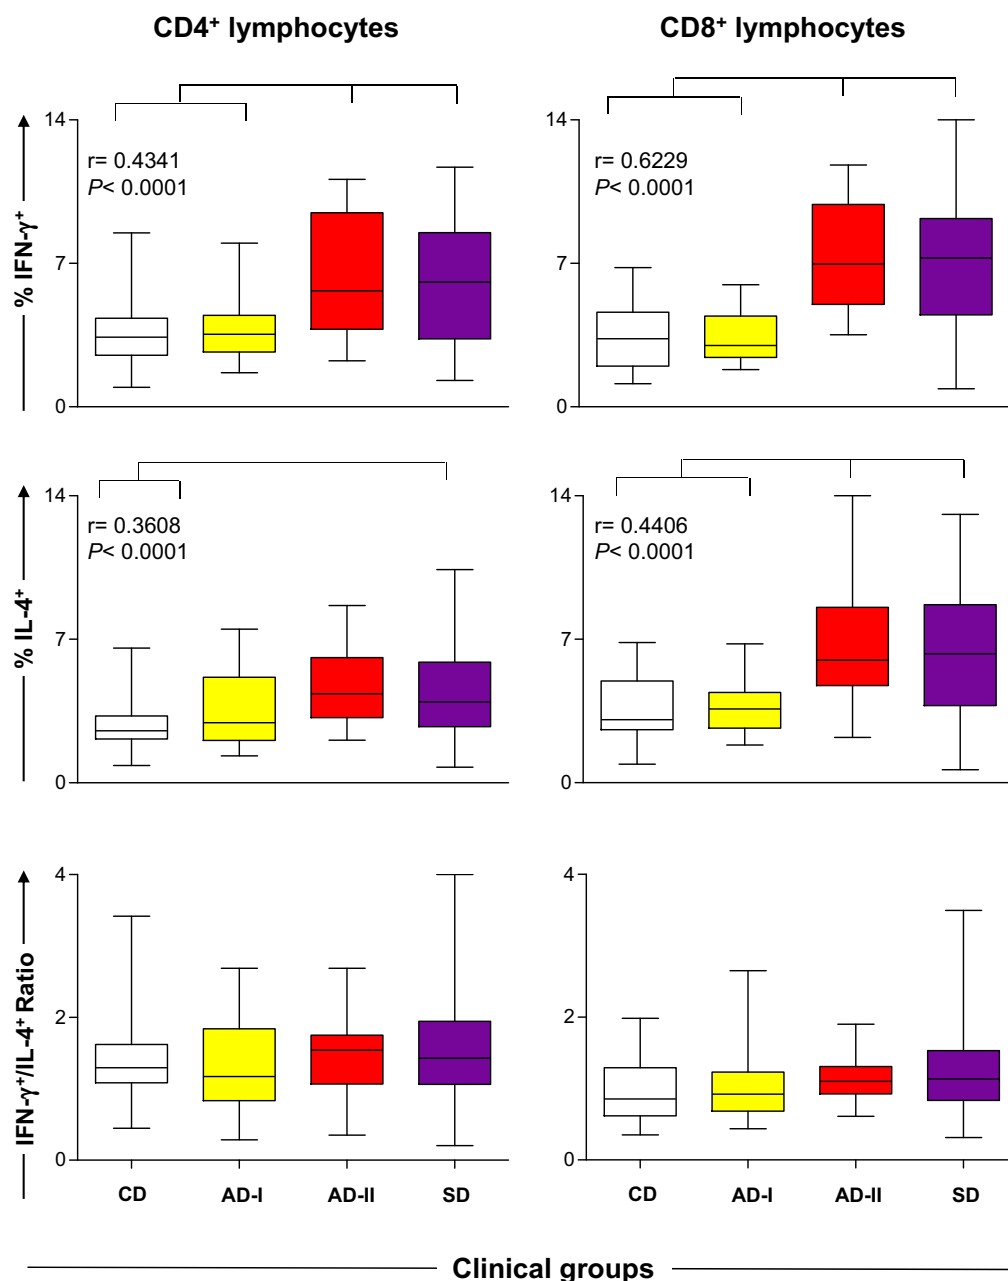 CD4⁺ lymphocytes
CD8⁺ lymphocytes
% IFN-γ⁺
14
7
0
r= 0.4341
P< 0.0001
14
7
0
r= 0.6229
P< 0.0001
% IL-4⁺
14
7
0
r= 0.3608
P< 0.0001
14
7
0
r= 0.4406
P< 0.0001
IFN-γ⁺/IL-4⁺ Ratio
4
2
0
4
2
0
CD AD-I AD-II SD
CD AD-I AD-II SD
Clinical groups